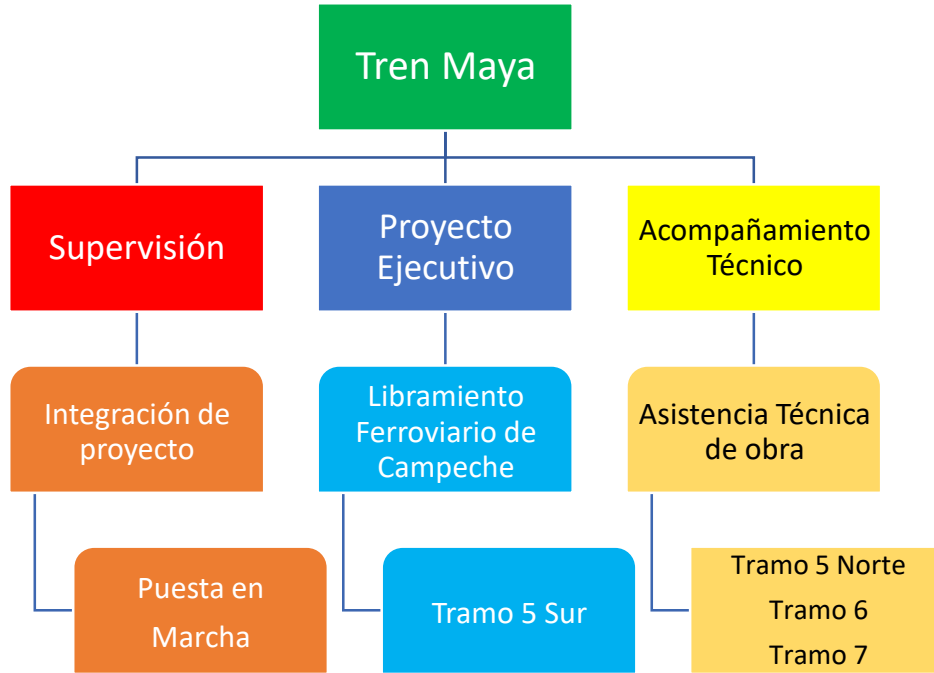 Tren Maya
Supervisión
Proyecto
Ejecutivo
Acompañamiento
Técnico
Integración de
proyecto
Libramiento
Ferroviario de
Campeche
Asistencia Técnica
de obra
Puesta en
Marcha
Tramo 5 Sur
Tramo 5 Norte
Tramo 6
Tramo 7